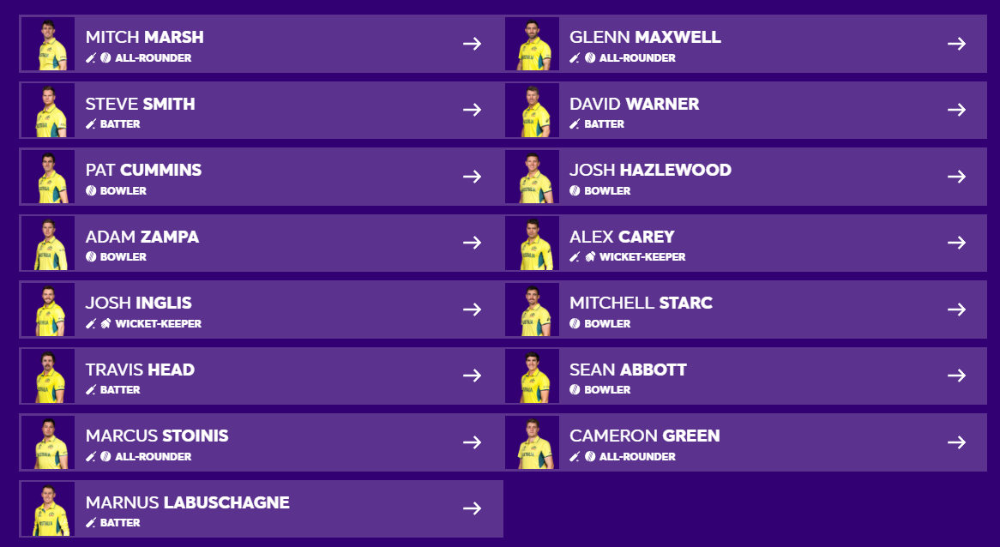 MITCH MARSH
ALL-ROUNDER
GLENN MAXWELL
ALL-ROUNDER
STEVE SMITH
BATTER
DAVID WARNER
BATTER
PAT CUMMINS
BOWLER
JOSH HAZLEWOOD
BOWLER
ADAM ZAMPA
BOWLER
ALEX CAREY
WICKET-KEEPER
JOSH INGLIS
WICKET-KEEPER
MITCHELL STARC
BOWLER
TRAVIS HEAD
BATTER
SEAN ABBOTT
BOWLER
MARCUS STOINIS
ALL-ROUNDER
CAMERON GREEN
ALL-ROUNDER
MARNUS LABUSCHAGNE
BATTER